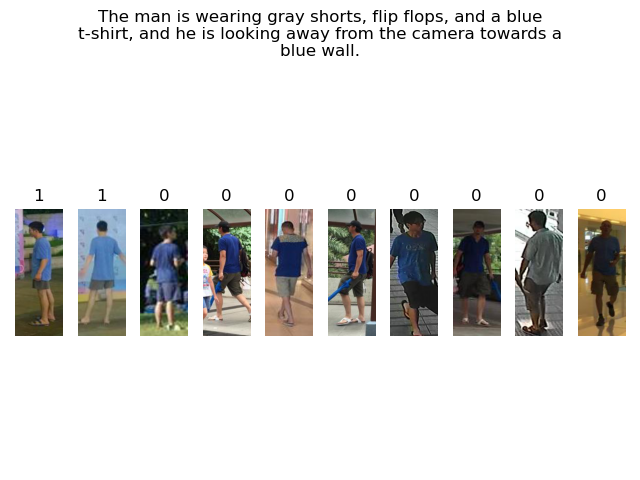 The man is wearing gray shorts, flip flops, and a blue
t-shirt, and he is looking away from the camera towards a
blue wall.
1 1 0 0 0 0 0 0 0 0